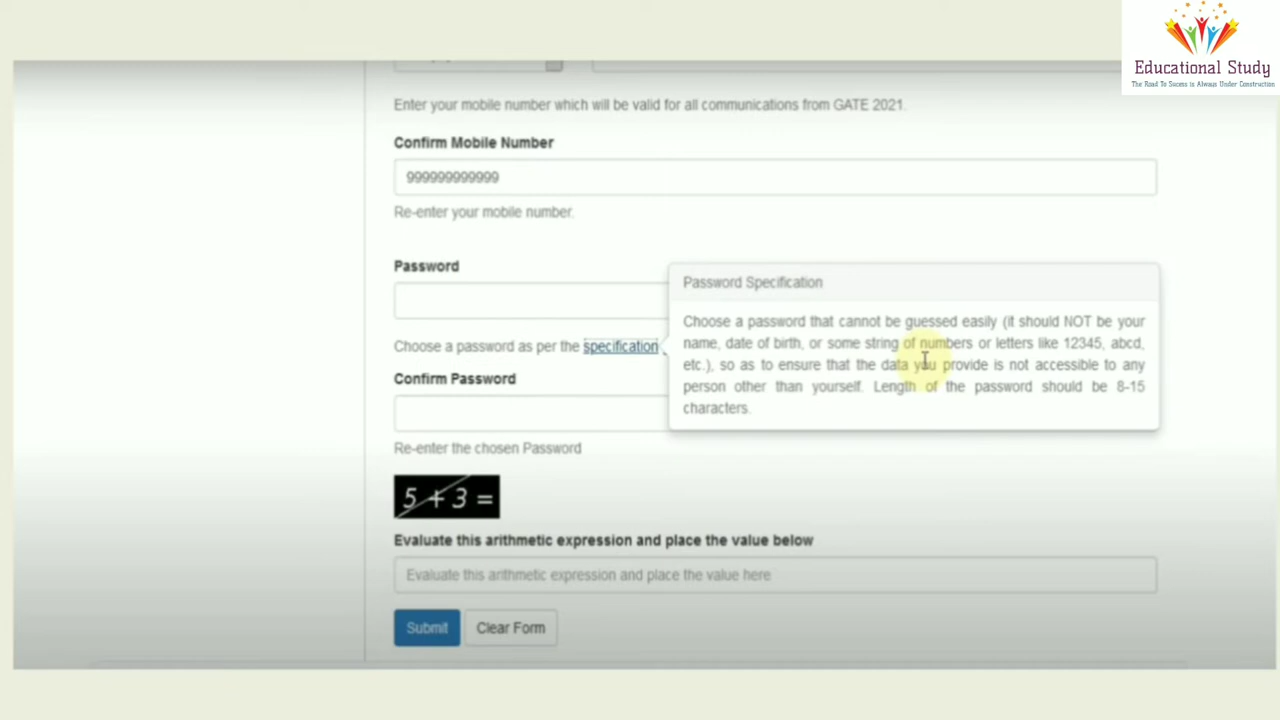 Educational Study
The Road To Success is Always Under Construction
Enter your mobile number which will be valid for all communications from GATE 2021.
Confirm Mobile Number
999999999999
Re-enter your mobile number.
Password
Password Specification
Choose a password that cannot be guessed easily (it should NOT be your
name, date of birth, or some string of numbers or letters like 12345, abcd,
etc.), so as to ensure that the data you provide is not accessible to any
person other than yourself. Length of the password should be 8-15
characters.
Choose a password as per the specification
Confirm Password
Re-enter the chosen Password
5 + 3 =
Evaluate this arithmetic expression and place the value below
Evaluate this arithmetic expression and place the value here
Submit
Clear Form